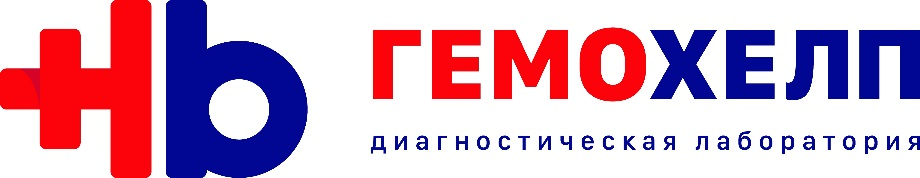 Hb
ГЕМОХЕЛП
диагностическая лаборатория